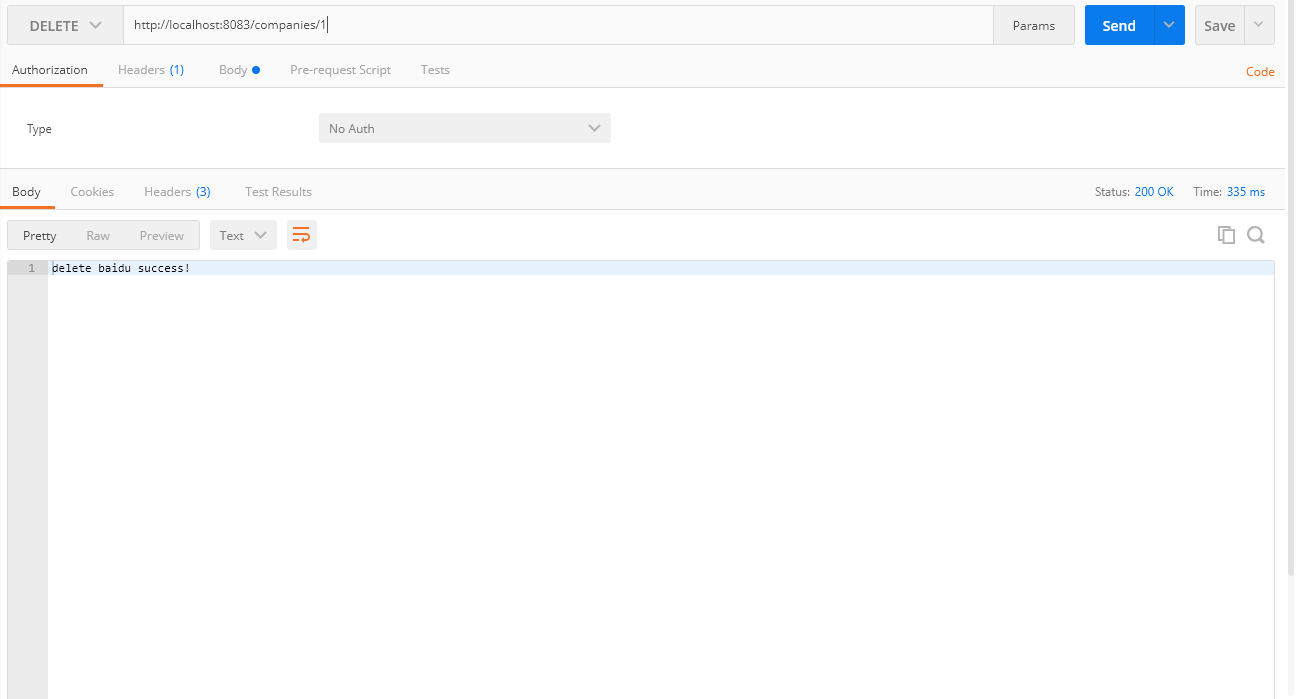 DELETE http://localhost:8083/companies/1 Params Send Save
Authorization Headers (1) Body Pre-request Script Tests Code
Type No Auth
Body Cookies Headers (3) Test Results Status: 200 OK Time: 335 ms
Pretty Raw Preview Text
1 delete baidu success!